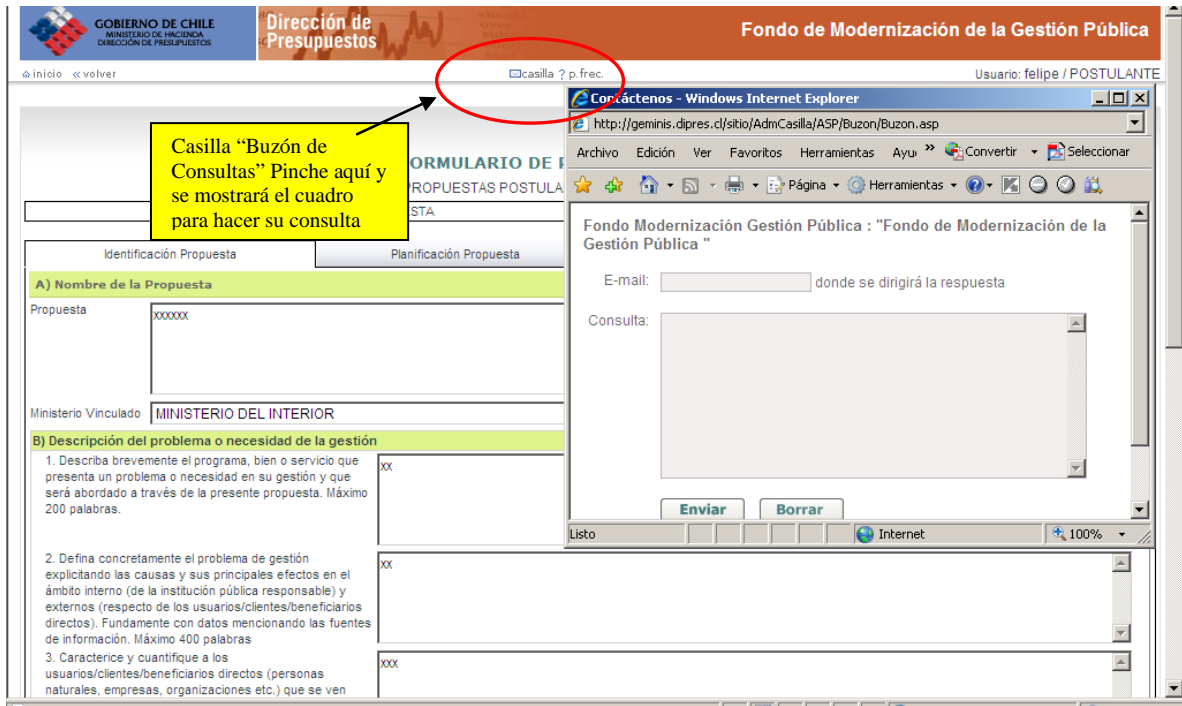 GOBIERNO DE CHILE
MINISTERIO DE HACIENDA
DIRECCIÓN DE PRESUPUESTOS
Dirección de
Presupuestos
Fondo de Modernización de la Gestión Pública
inicio «volver
casilla ? p.frec.
Usuario: felipe / POSTULANTE
Casilla “Buzón de
Consultas” Pinche aquí y
se mostrará el cuadro
para hacer su consulta
Contáctenos - Windows Internet Explorer
http://geminis.dipres.cl/sitio/AdmCasilla/ASP/Buzon/Buzon.asp
Archivo Edición Ver Favoritos Herramientas Ayu » Convertir Seleccionar
Página Herramientas
Fondo Modernización Gestión Pública : "Fondo de Modernización de la
Gestión Pública "
E-mail: donde se dirigirá la respuesta
Consulta:
Enviar Borrar
Listo Internet 100%
Identificación Propuesta Planificación Propuesta
A) Nombre de la Propuesta
Propuesta xxxxxx
Ministerio Vinculado MINISTERIO DEL INTERIOR
B) Descripción del problema o necesidad de la gestión
1. Describa brevemente el programa, bien o servicio que
presenta un problema o necesidad en su gestión y que
será abordado a través de la presente propuesta. Máximo
200 palabras.
xx
2. Defina concretamente el problema de gestión
explicitando las causas y sus principales efectos en el
ámbito interno (de la institución pública responsable) y
externos (respecto de los usuarios/clientes/beneficiarios
directos). Fundamente con datos mencionando las fuentes
de información. Máximo 400 palabras
xx
3. Caracterice y cuantifique a los
usuarios/clientes/beneficiarios directos (personas
naturales, empresas, organizaciones etc.) que se ven
xxx